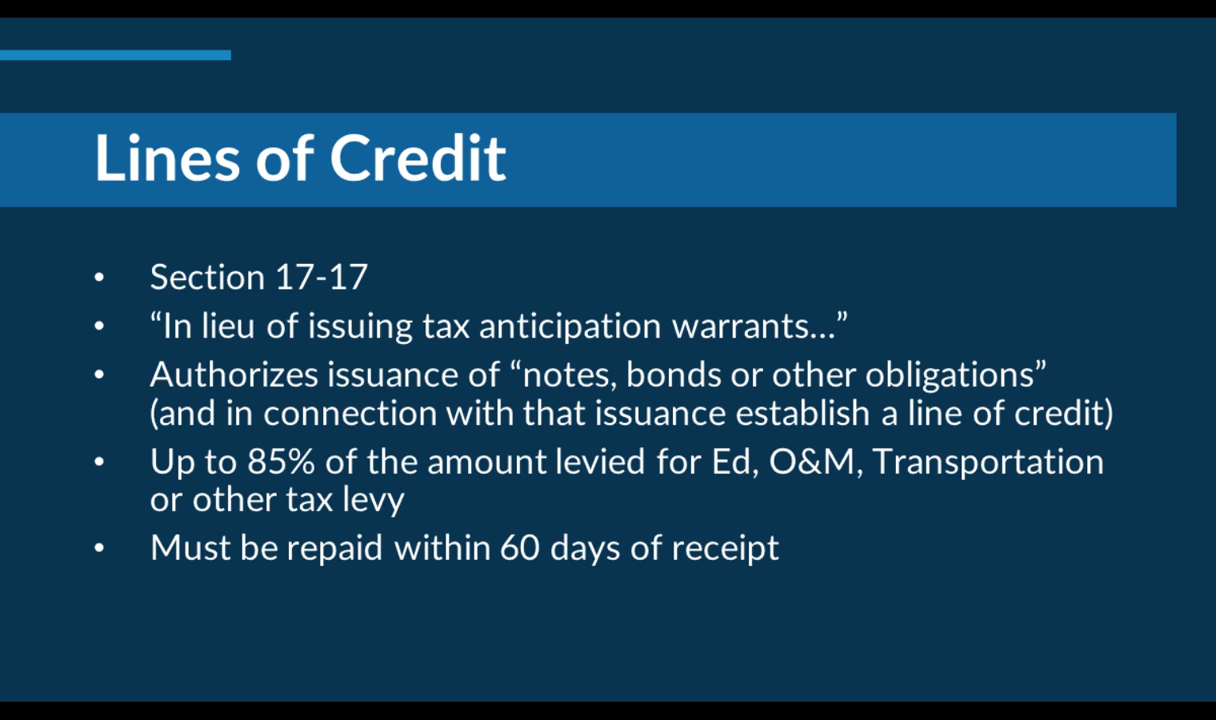 Lines of Credit
• Section 17-17
• “In lieu of issuing tax anticipation warrants…”
• Authorizes issuance of “notes, bonds or other obligations”
(and in connection with that issuance establish a line of credit)
• Up to 85% of the amount levied for Ed, O&M, Transportation
or other tax levy
• Must be repaid within 60 days of receipt